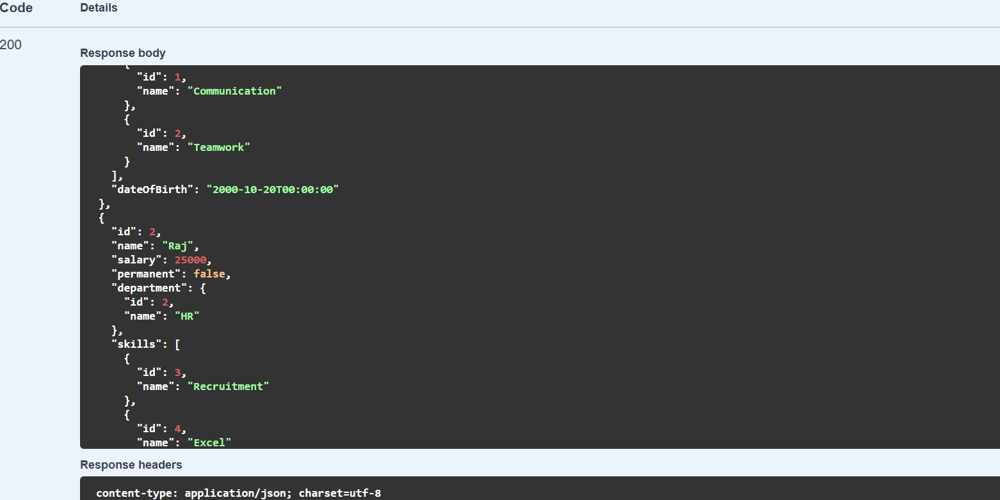 Code Details
200
Response body
{
"id": 1,
"name": "Communication"
},
{
"id": 2,
"name": "Teamwork"
}
],
"dateOfBirth": "2000-10-20T00:00:00"
},
{
"id": 2,
"name": "Raj",
"salary": 25000,
"permanent": false,
"department": {
"id": 2,
"name": "HR"
},
"skills": [
{
"id": 3,
"name": "Recruitment"
},
{
"id": 4,
"name": "Excel"
Response headers
content-type: application/json; charset=utf-8